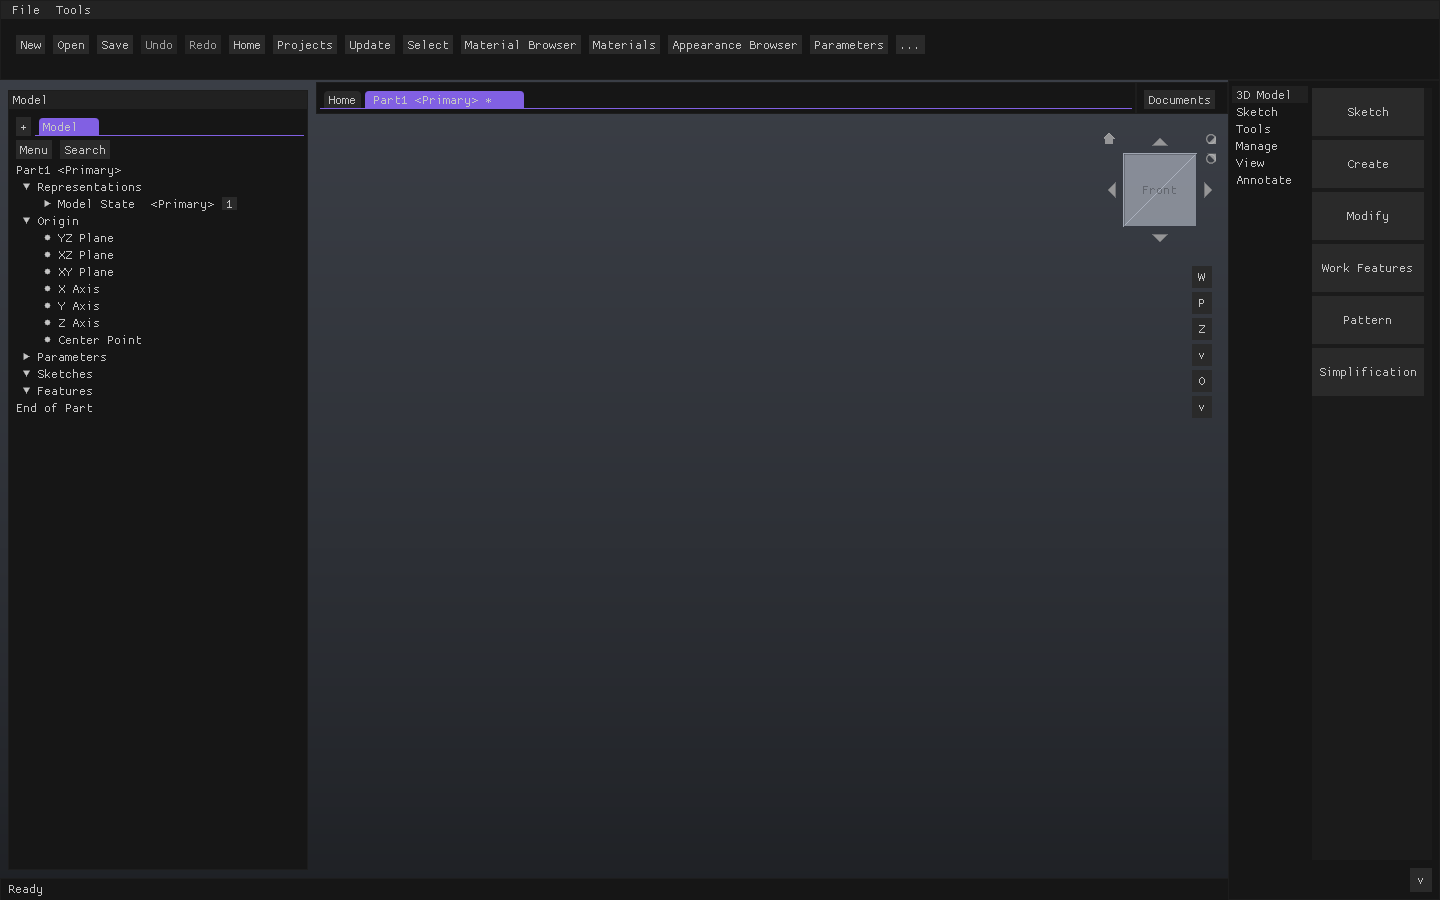 File Tools
New Open Save Undo Redo Home Projects Update Select Material Browser Materials Appearance Browser Parameters ...
Model
+ Model
Menu Search
Part1 <Primary>
Representations
Model State <Primary> 1
Origin
YZ Plane
XZ Plane
XY Plane
X Axis
Y Axis
Z Axis
Center Point
Parameters
Sketches
Features
End of Part
Home Part1 <Primary> * Documents
Front
W
P
Z
v
O
v
3D Model
Sketch
Tools
Manage
View
Annotate
Sketch
Create
Modify
Work Features
Pattern
Simplification
v
Ready